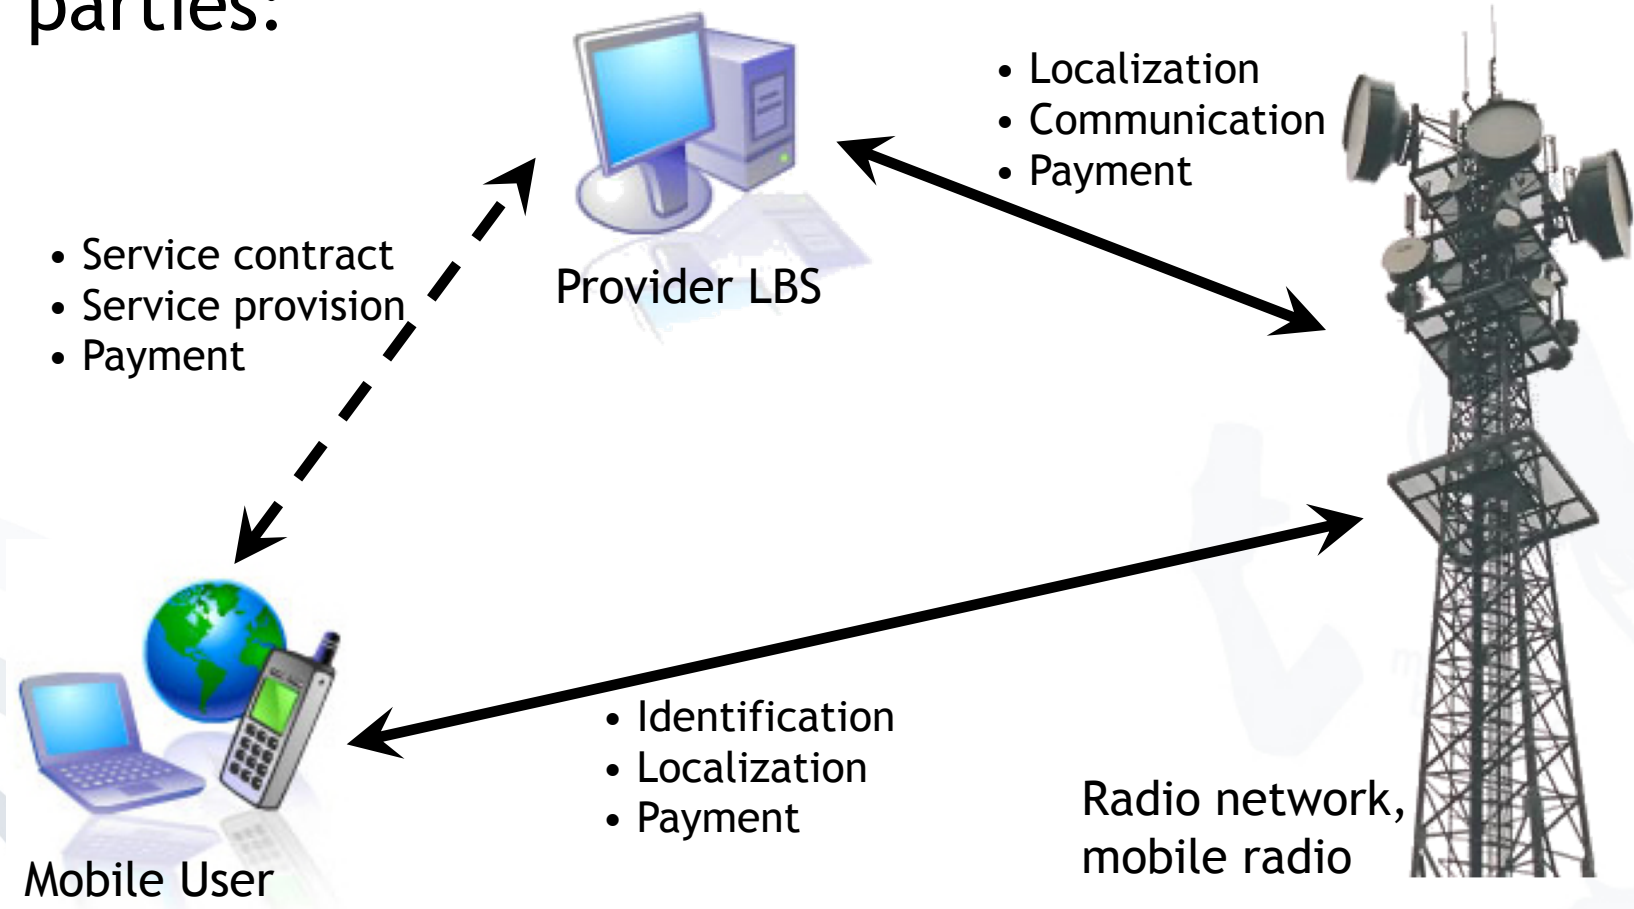 parties:
• Localization
• Communication
• Payment
• Service contract
• Service provision
• Payment
Provider LBS
• Identification
• Localization
• Payment
Radio network,
mobile radio
Mobile User